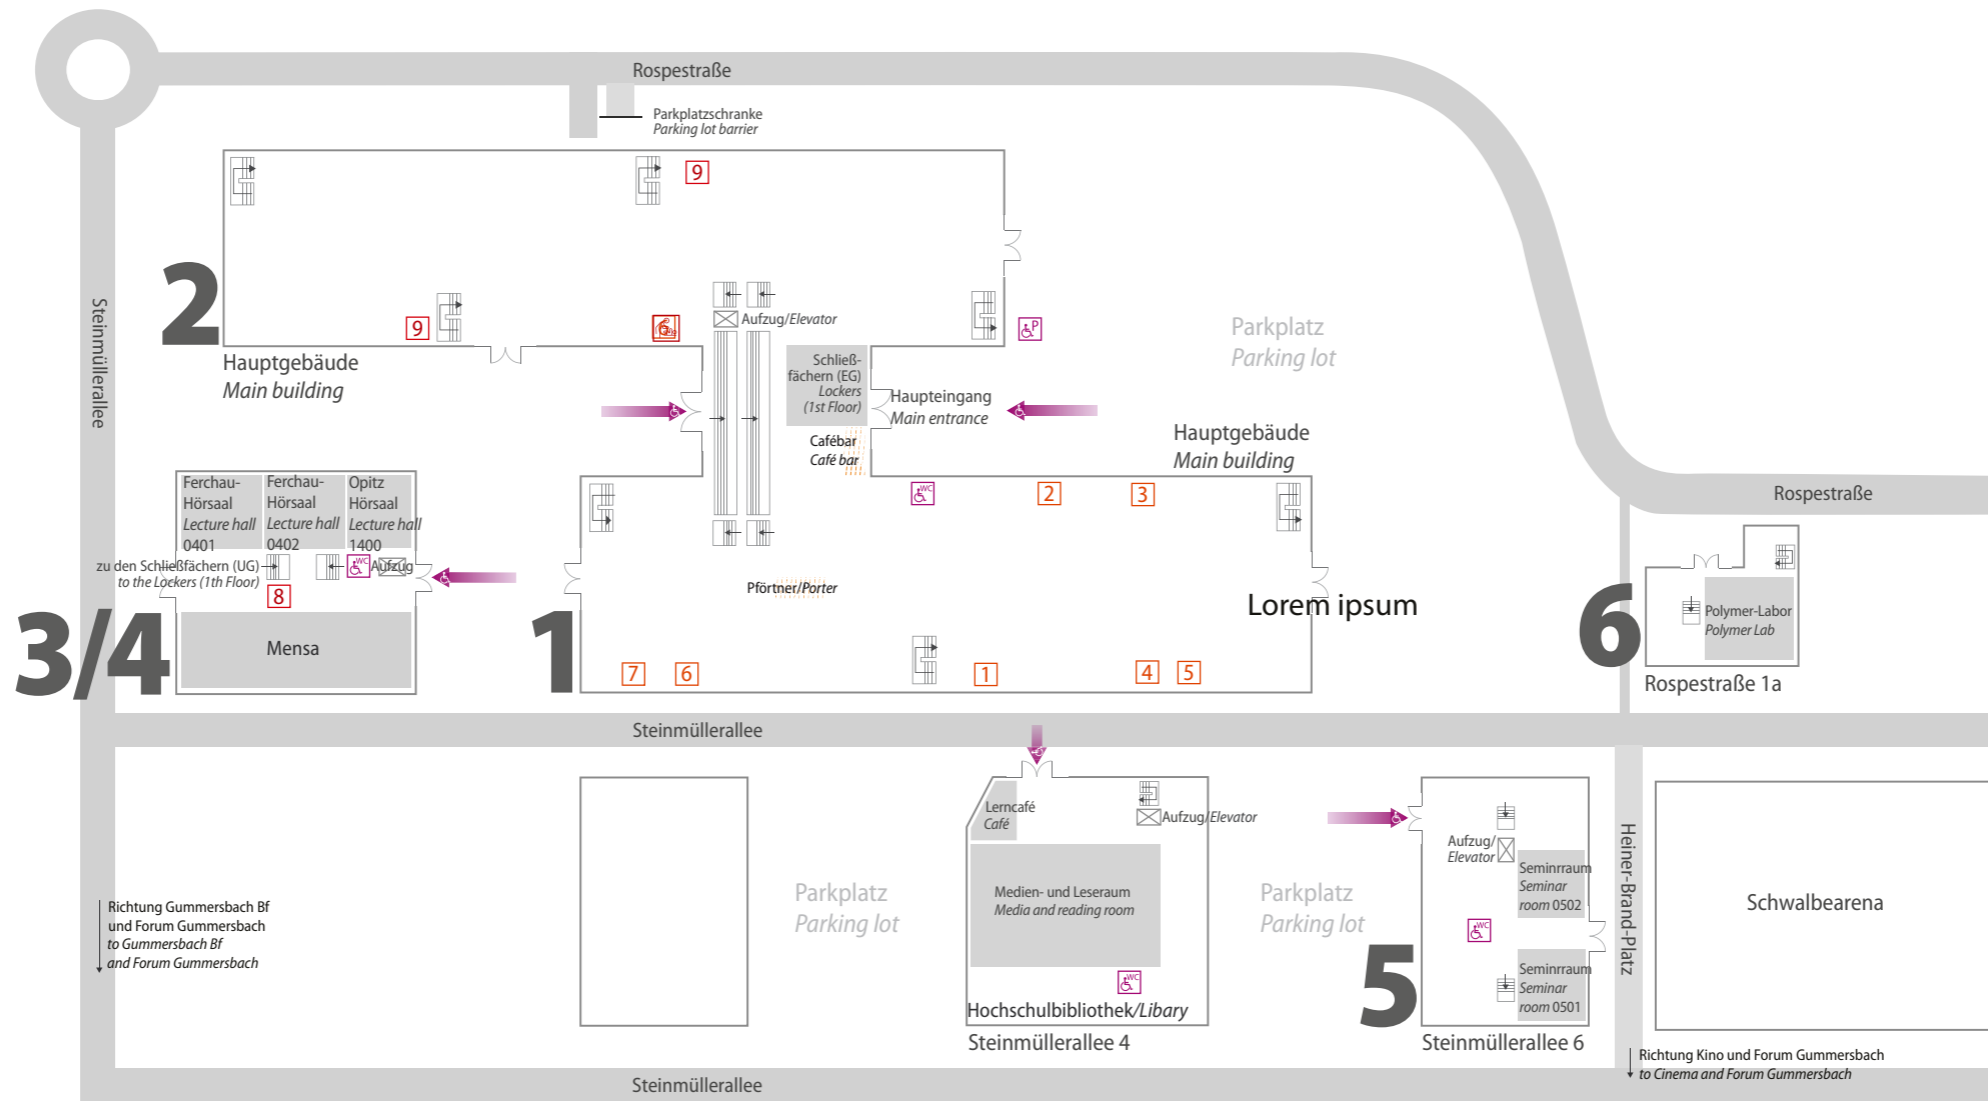 Rospestraße
Parkplatzschranke
Parking lot barrier
9
2
Steinmüllerallee
9
Aufzug/Elevator
P
Parkplatz
Parking lot
Hauptgebäude
Main building
Schließ-
fächern (EG)
Lockers
(1st Floor)
Haupteingang
Main entrance
Cafébar
Café bar
Hauptgebäude
Main building
Ferchau-
Hörsaal
Lecture hall
0401
Ferchau-
Hörsaal
Lecture hall
0402
Opitz
Hörsaal
Lecture hall
1400
WC
2
3
Rospestraße
zu den Schließfächern (UG)
to the Lockers (1th Floor)
WC
Aufzug
8
Pförtner/Porter
Lorem ipsum
3/4
Mensa
1
7
6
1
4
5
6
Polymer-Labor
Polymer Lab
Rospestraße 1a
Steinmüllerallee
Lerncafé
Café
Aufzug/Elevator
Aufzug/
Elevator
Seminrraum
Seminar
room 0502
Heiner-Brand-Platz
Schwalbearena
Parkplatz
Parking lot
Medien- und Leseraum
Media and reading room
Parkplatz
Parking lot
WC
Richtung Gummersbach Bf
und Forum Gummersbach
to Gummersbach Bf
and Forum Gummersbach
WC
5
Seminrraum
Seminar
room 0501
Hochschulbibliothek/Libary
Steinmüllerallee 4
Steinmüllerallee 6
Richtung Kino und Forum Gummersbach
to Cinema and Forum Gummersbach
Steinmüllerallee